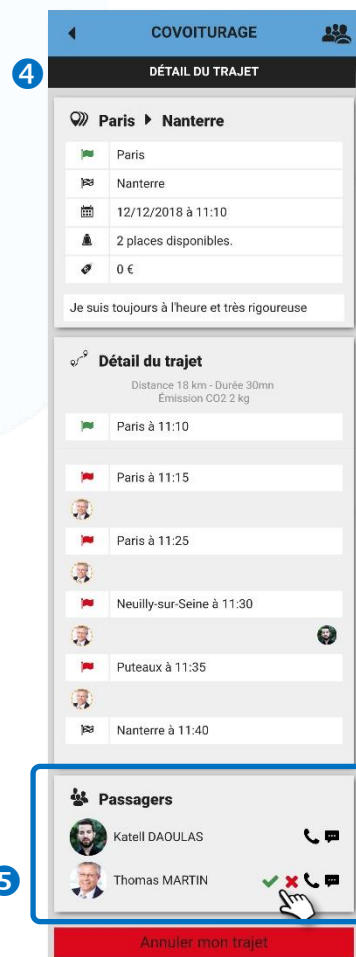 COVOITURAGE
4
DÉTAIL DU TRAJET
Paris Nanterre
Paris
Nanterre
12/12/2018 à 11:10
2 places disponibles.
0 €
Je suis toujours à l'heure et très rigoureuse
Détail du trajet
Distance 18 km - Durée 30mn
Émission CO2 2 kg
Paris à 11:10
Paris à 11:15
Paris à 11:25
Neuilly-sur-Seine à 11:30
Puteaux à 11:35
Nanterre à 11:40
Passagers
Katell DAOULAS
5
Thomas MARTIN
Annuler mon trajet